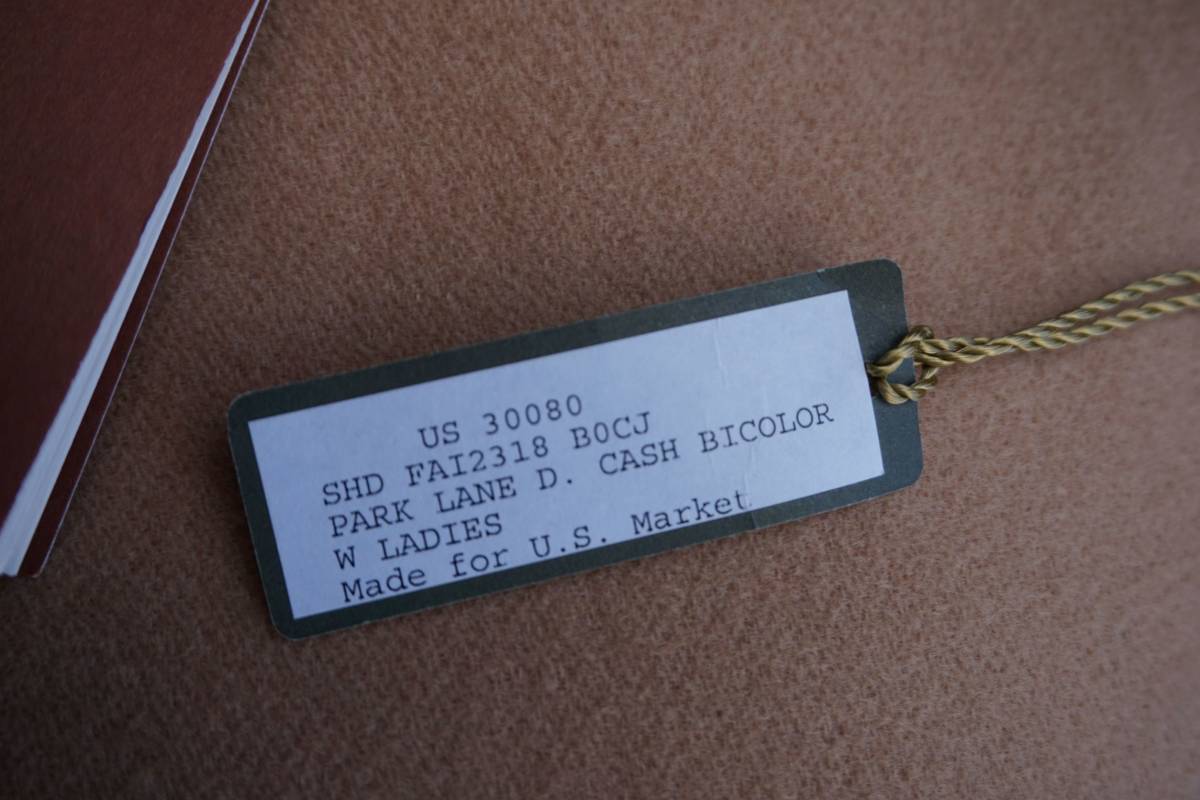 US 30080
SHD FAI2318 B0CJ
PARK LANE D. CASH BICOLOR
W LADIES
Made for U.S. Market